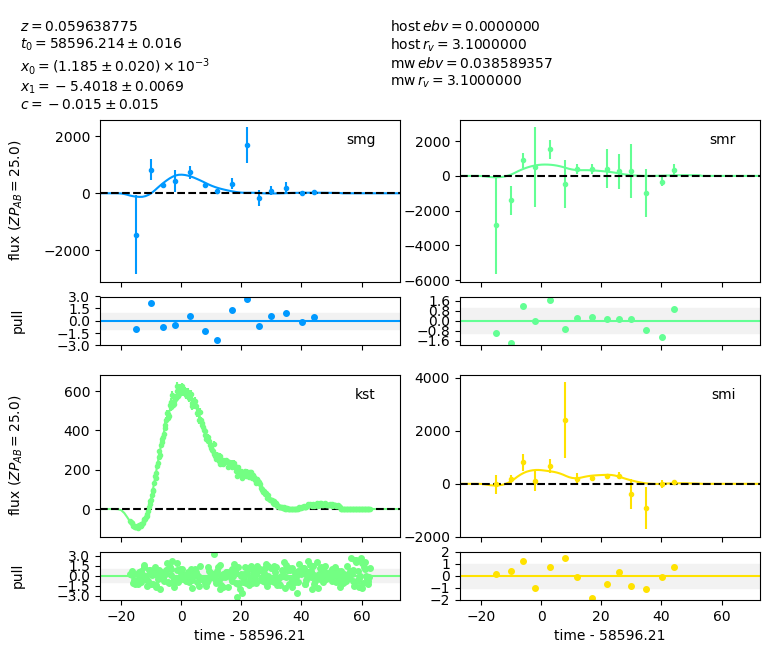 z = 0.059638775
t₀ = 58596.214 ± 0.016
x₀ = (1.185 ± 0.020) × 10⁻³
x₁ = −5.4018 ± 0.0069
c = −0.015 ± 0.015
host ebv = 0.0000000
host r_v = 3.1000000
mw ebv = 0.038589357
mw r_v = 3.1000000
flux (ZP_AB = 25.0)
2000
0
−2000
smg
2000
0
−2000
−4000
−6000
smr
pull
3.0
1.5
0.0
−1.5
−3.0
1.6
0.8
0.0
−0.8
−1.6
flux (ZP_AB = 25.0)
600
400
200
0
kst
4000
2000
0
−2000
smi
pull
3.0
1.5
0.0
−1.5
−3.0
2
1
0
−1
−2
−20 0 20 40 60
−20 0 20 40 60
time - 58596.21
time - 58596.21